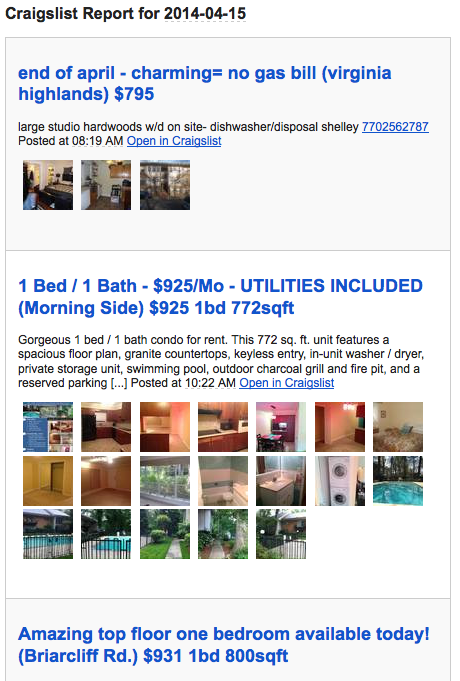 Craigslist Report for 2014-04-15
end of april - charming= no gas bill (virginia
highlands) $795
large studio hardwoods w/d on site- dishwasher/disposal shelley 7702562787
Posted at 08:19 AM Open in Craigslist
1 Bed / 1 Bath - $925/Mo - UTILITIES INCLUDED
(Morning Side) $925 1bd 772sqft
Gorgeous 1 bed / 1 bath condo for rent. This 772 sq. ft. unit features a
spacious floor plan, granite countertops, keyless entry, in-unit washer / dryer,
private storage unit, swimming pool, outdoor charcoal grill and fire pit, and a
reserved parking [...] Posted at 10:22 AM Open in Craigslist
Amazing top floor one bedroom available today!
(Briarcliff Rd.) $931 1bd 800sqft